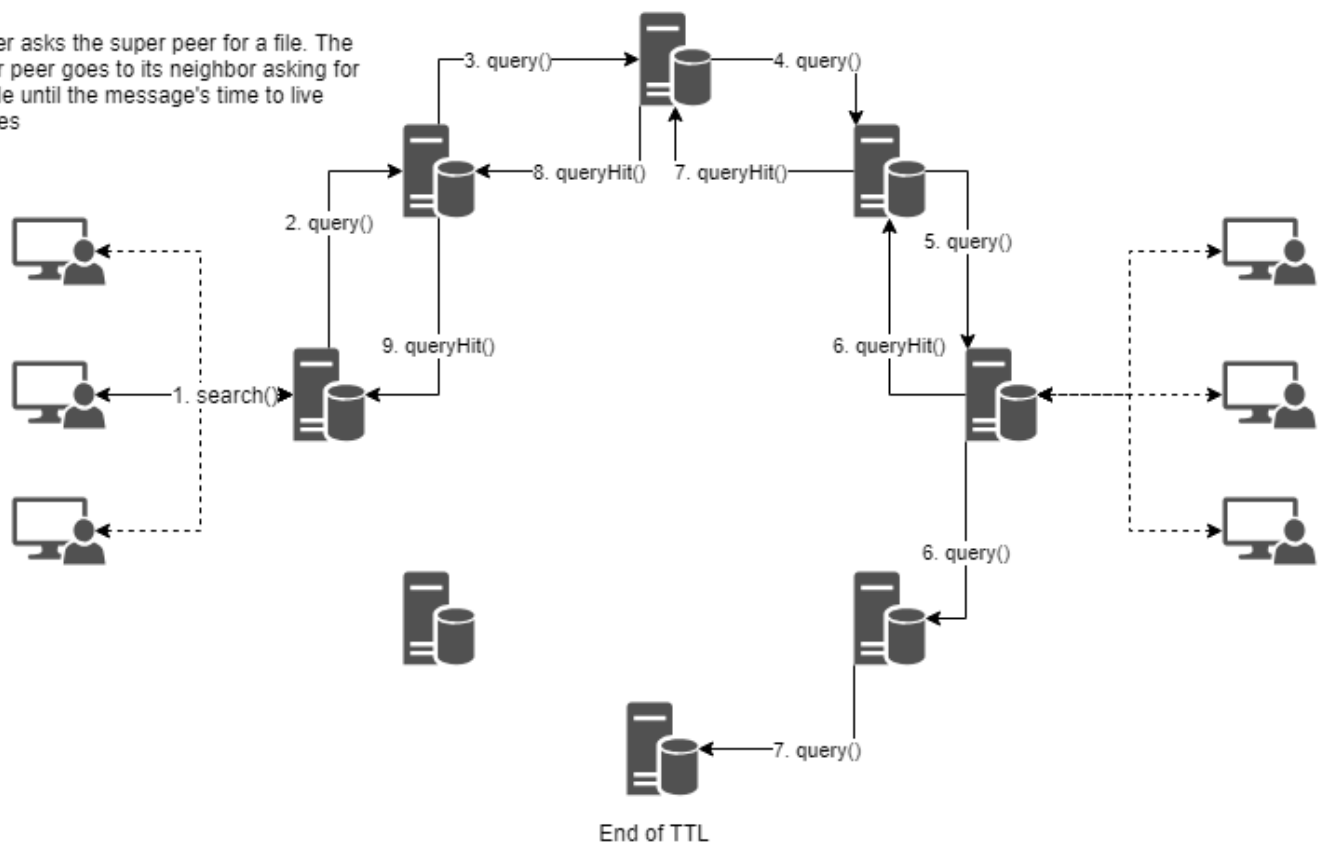 er asks the super peer for a file. The
r peer goes to its neighbor asking for
le until the message's time to live
es
3. query()
4. query()
8. queryHit()
7. queryHit()
2. query()
5. query()
9. queryHit()
6. queryHit()
1. search()
6. query()
7. query()
End of TTL